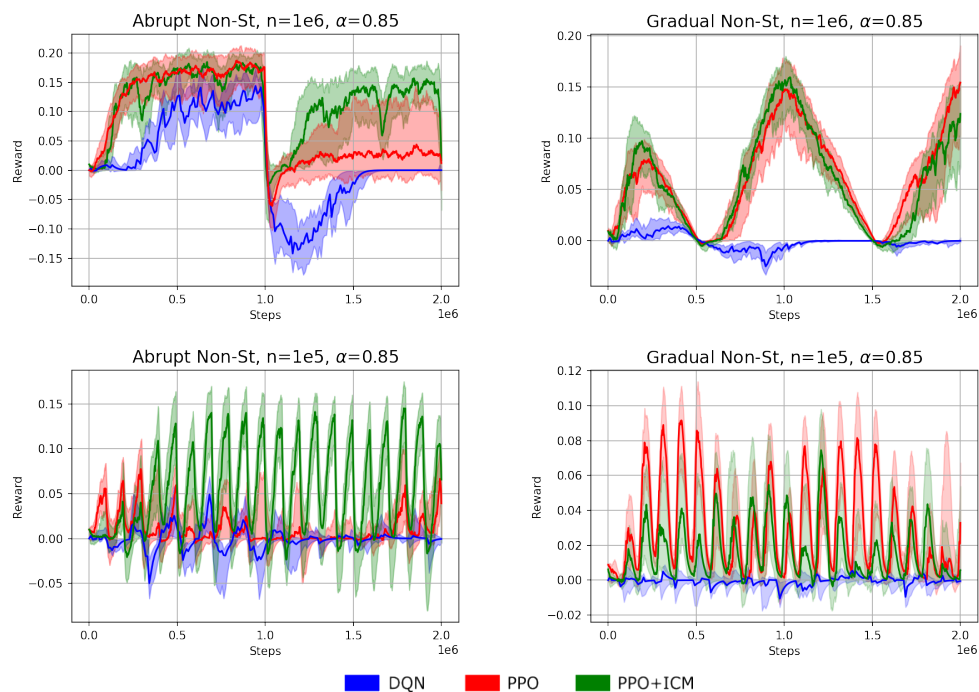 Abrupt Non-St, n=1e6, α=0.85
Reward
0.20
0.15
0.10
0.05
0.00
−0.05
−0.10
−0.15
0.0 0.5 1.0 1.5 2.0
Steps
1e6
Gradual Non-St, n=1e6, α=0.85
Reward
0.20
0.15
0.10
0.05
0.00
0.0 0.5 1.0 1.5 2.0
Steps
1e6
Abrupt Non-St, n=1e5, α=0.85
Reward
0.15
0.10
0.05
0.00
−0.05
0.0 0.5 1.0 1.5 2.0
Steps
1e6
Gradual Non-St, n=1e5, α=0.85
Reward
0.12
0.10
0.08
0.06
0.04
0.02
0.00
−0.02
0.0 0.5 1.0 1.5 2.0
Steps
1e6
DQN PPO PPO+ICM